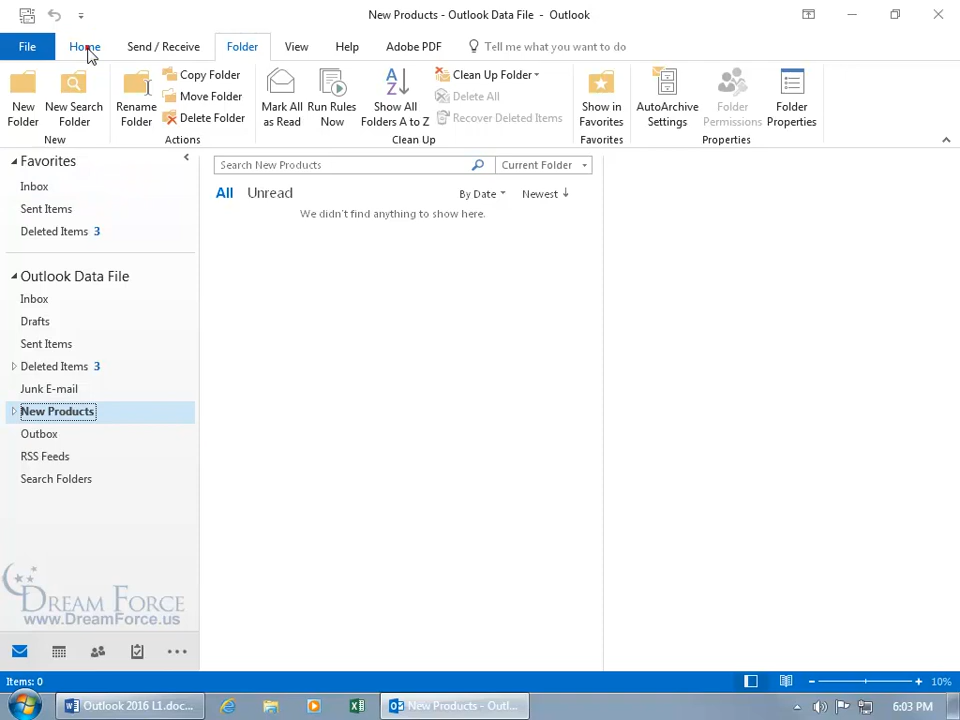 New Products - Outlook Data File - Outlook
File Home Send / Receive Folder View Help Adobe PDF Tell me what you want to do
New Folder
New Search Folder
New
Rename Folder
Copy Folder
Move Folder
Delete Folder
Actions
Mark All as Read
Run Rules Now
Show All Folders A to Z
Clean Up Folder
Delete All
Recover Deleted Items
Clean Up
Show in Favorites
Favorites
AutoArchive Settings
Folder Permissions
Folder Properties
Properties
Favorites
Inbox
Sent Items
Deleted Items 3
Outlook Data File
Inbox
Drafts
Sent Items
Deleted Items 3
Junk E-mail
New Products
Outbox
RSS Feeds
Search Folders
Search New Products
Current Folder
All Unread By Date Newest
We didn't find anything to show here.
DREAM FORCE
www.DreamForce.us
Items: 0
10%
Outlook 2016 L1.doc...
New Products - Outl...
6:03 PM